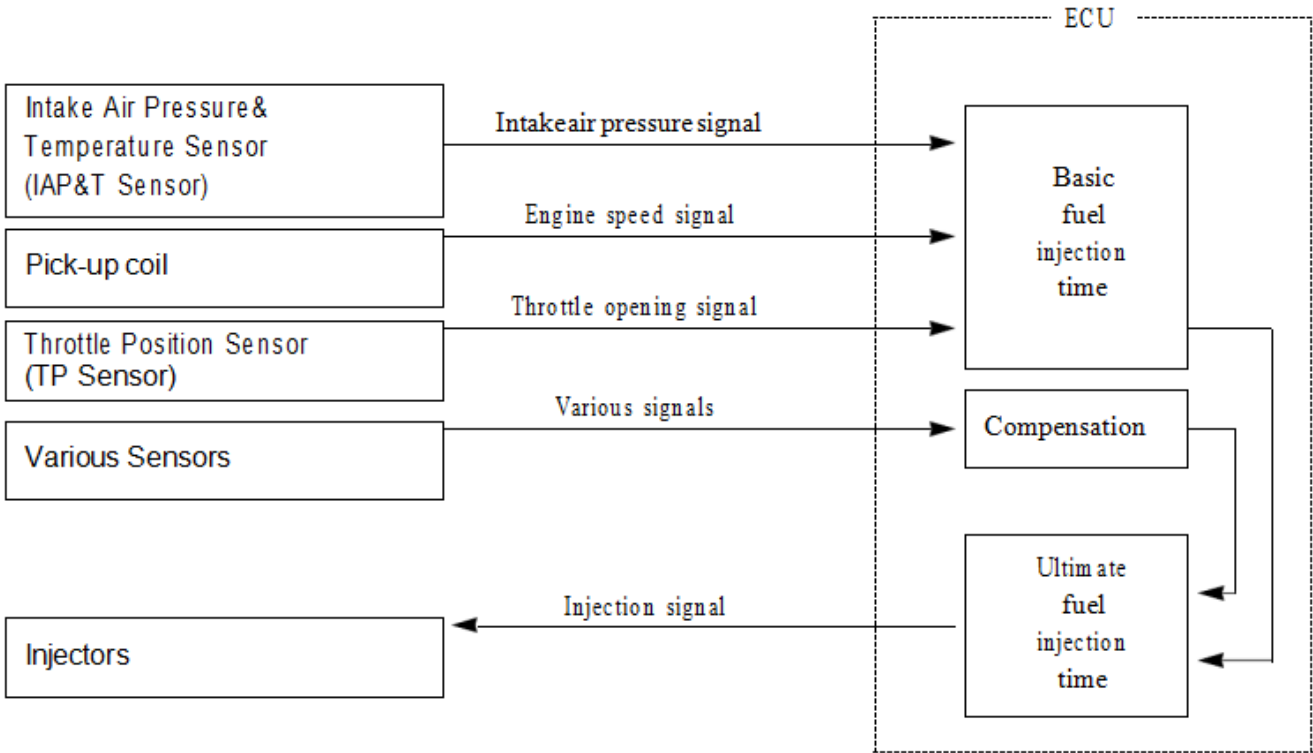 ECU
Intake Air Pressure&
Temperature Sensor
(IAP&T Sensor)
Intake air pressure signal
Basic
fuel
injection
time
Engine speed signal
Pick-up coil
Throttle opening signal
Throttle Position Sensor
(TP Sensor)
Various signals
Compensation
Various Sensors
Ultimate
fuel
injection
time
Injection signal
Injectors